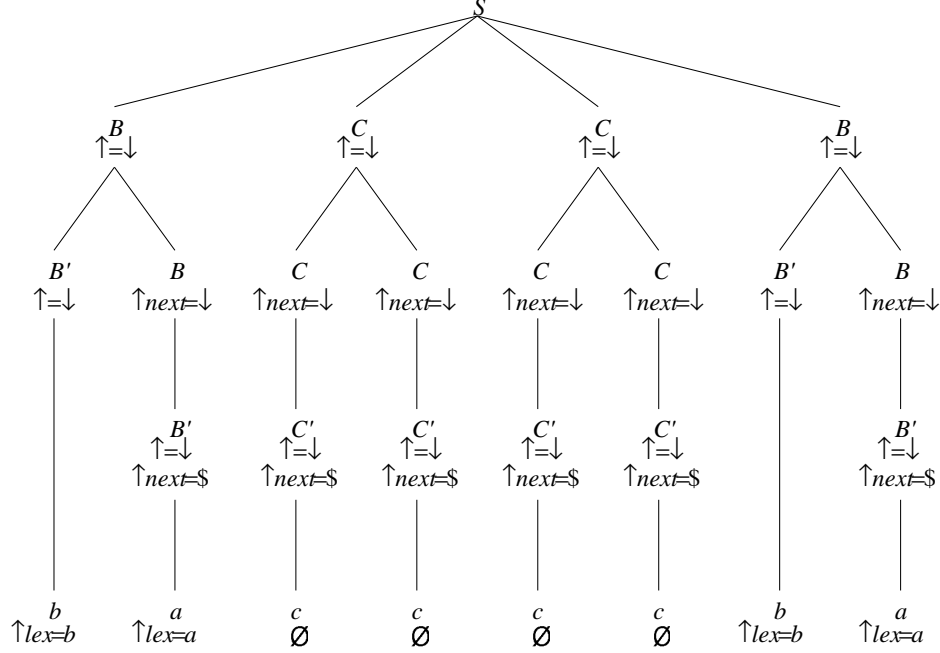 S
B C C B
↑=↓ ↑=↓ ↑=↓ ↑=↓
B′ B C C C C B′ B
↑=↓ ↑next=↓ ↑next=↓ ↑next=↓ ↑next=↓ ↑next=↓ ↑=↓ ↑next=↓
B′ C′ C′ C′ C′ B′
↑=↓ ↑=↓ ↑=↓ ↑=↓ ↑=↓ ↑=↓
↑next=$ ↑next=$ ↑next=$ ↑next=$ ↑next=$ ↑next=$
b a c c c c b a
↑lex=b ↑lex=a ∅ ∅ ∅ ∅ ↑lex=b ↑lex=a